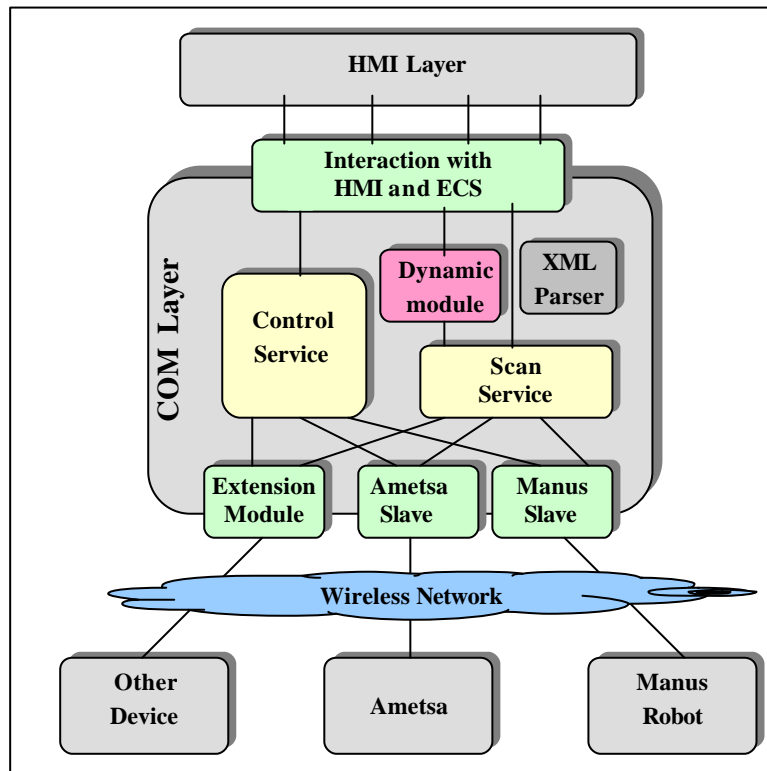 HMI Layer
Interaction with
HMI and ECS
COM Layer
Dynamic
module
XML
Parser
Control
Service
Scan
Service
Extension
Module
Ametsa
Slave
Manus
Slave
Wireless Network
Other
Device
Ametsa
Manus
Robot